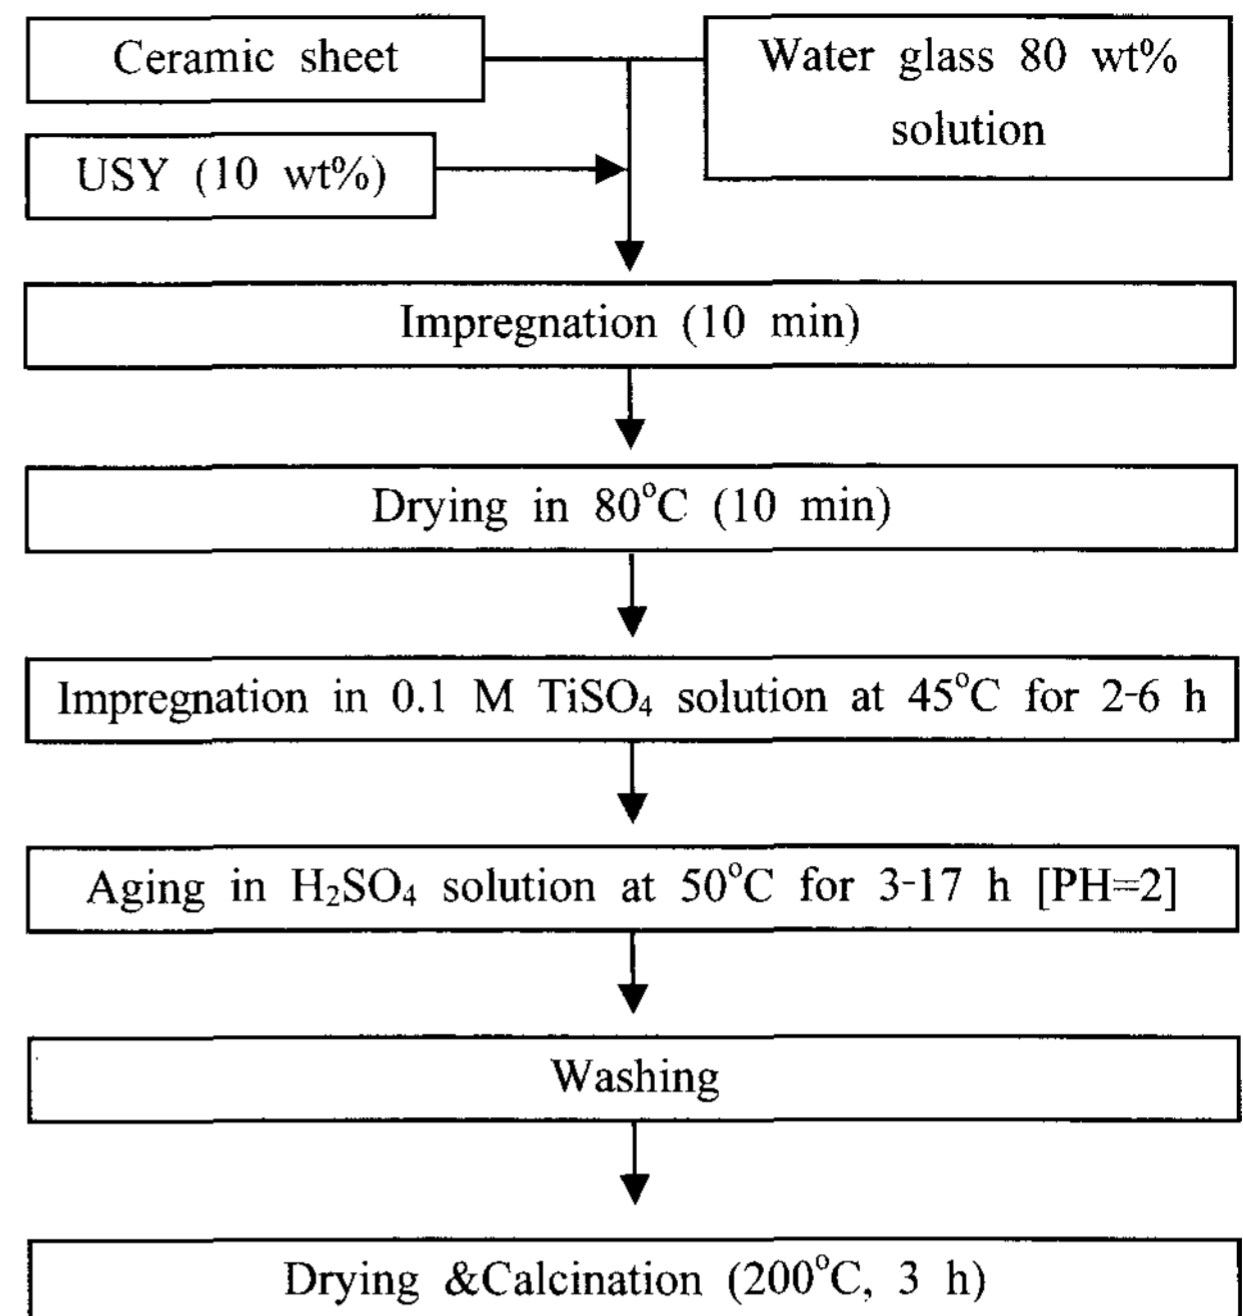 Ceramic sheet
Water glass 80 wt%
solution
USY (10 wt%)
Impregnation (10 min)
Drying in 80°C (10 min)
Impregnation in 0.1 M TiSO₄ solution at 45°C for 2-6 h
Aging in H₂SO₄ solution at 50°C for 3-17 h [PH=2]
Washing
Drying &Calcination (200°C, 3 h)